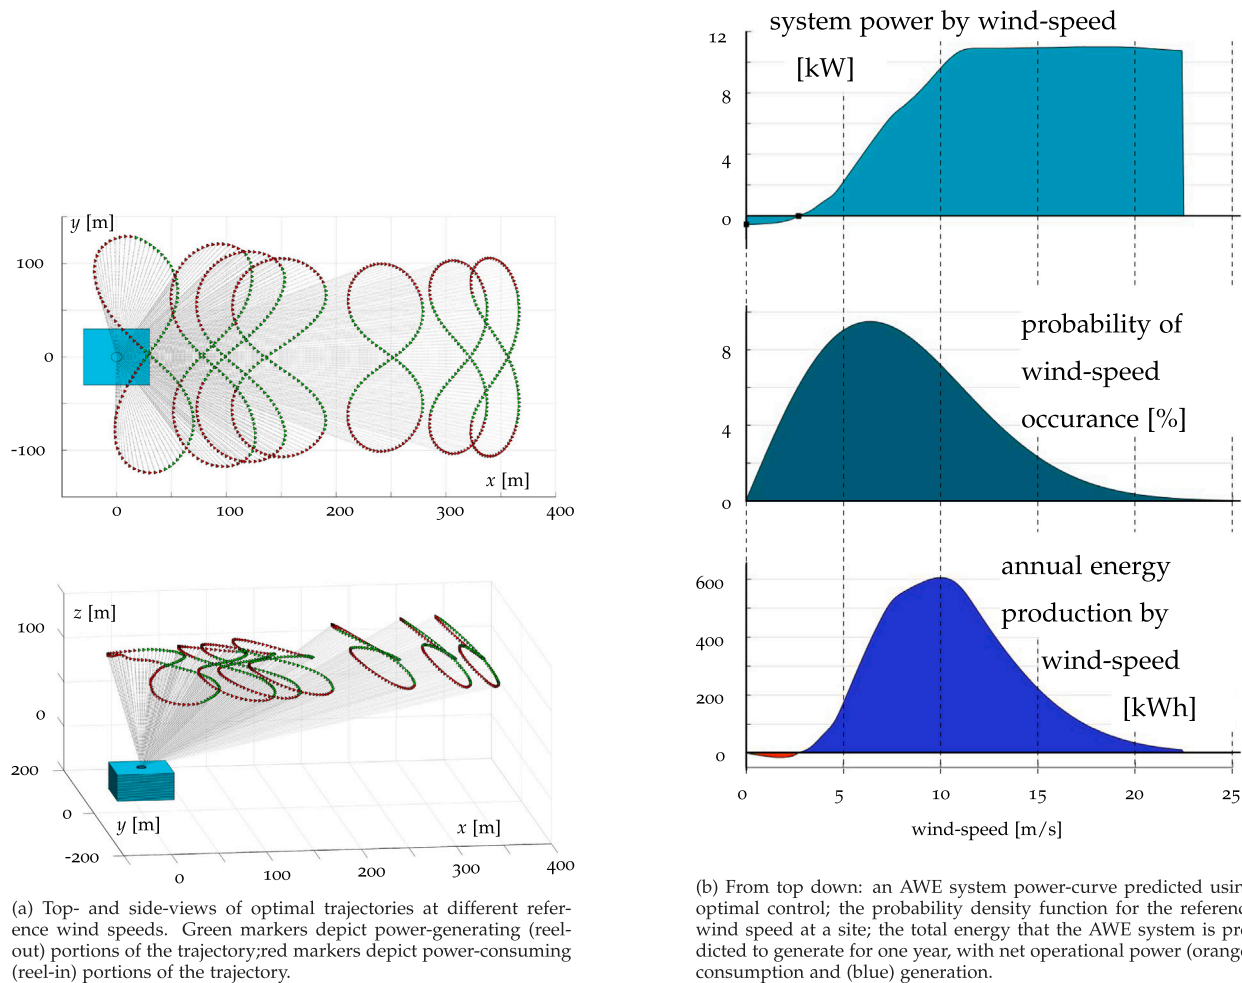 y [m]
100
0
-100
x [m]
0
100
200
300
400
z [m]
100
0
200
0
-200
y [m]
x [m]
0
100
200
300
400
(a) Top- and side-views of optimal trajectories at different refer-
ence wind speeds. Green markers depict power-generating (reel-
out) portions of the trajectory;red markers depict power-consuming
(reel-in) portions of the trajectory.
system power by wind-speed
[kW]
12
8
4
0
probability of
wind-speed
occurance [%]
8
4
0
annual energy
production by
wind-speed
[kWh]
600
400
200
0
0
5
10
15
20
25
wind-speed [m/s]
(b) From top down: an AWE system power-curve predicted usin
optimal control; the probability density function for the referenc
wind speed at a site; the total energy that the AWE system is pre
dicted to generate for one year, with net operational power (orange
consumption and (blue) generation.